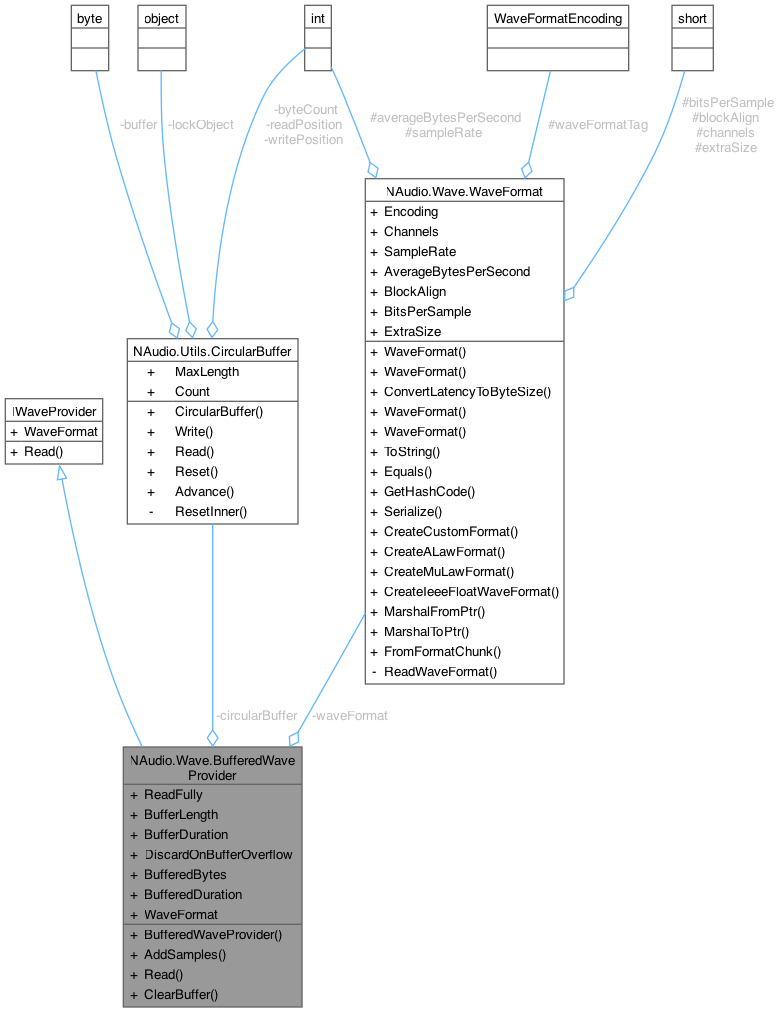 byte
object
int
WaveFormatEncoding
short
-buffer
-lockObject
-byteCount
-readPosition
-writePosition
#averageBytesPerSecond
#sampleRate
#waveFormatTag
#bitsPerSample
#blockAlign
#channels
#extraSize
NAudio.Wave.WaveFormat
+ Encoding
+ Channels
+ SampleRate
+ AverageBytesPerSecond
+ BlockAlign
+ BitsPerSample
+ ExtraSize
+ WaveFormat()
+ WaveFormat()
+ ConvertLatencyToByteSize()
+ WaveFormat()
+ WaveFormat()
+ ToString()
+ Equals()
+ GetHashCode()
+ Serialize()
+ CreateCustomFormat()
+ CreateALawFormat()
+ CreateMuLawFormat()
+ CreateIeeeFloatWaveFormat()
+ MarshalFromPtr()
+ MarshalToPtr()
+ FromFormatChunk()
- ReadWaveFormat()
NAudio.Utils.CircularBuffer
+ MaxLength
+ Count
+ CircularBuffer()
+ Write()
+ Read()
+ Reset()
+ Advance()
- ResetInner()
IWaveProvider
+ WaveFormat
+ Read()
-circularBuffer
-waveFormat
NAudio.Wave.BufferedWave
Provider
+ ReadFully
+ BufferLength
+ BufferDuration
+ DiscardOnBufferOverflow
+ BufferedBytes
+ BufferedDuration
+ WaveFormat
+ BufferedWaveProvider()
+ AddSamples()
+ Read()
+ ClearBuffer()